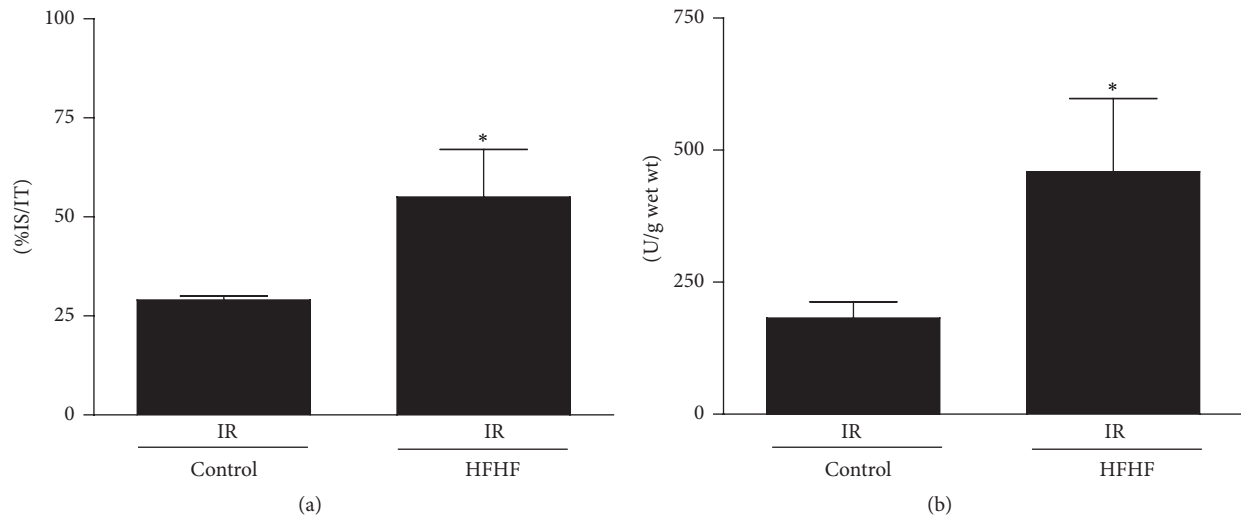 100
75
50
25
0
(%IS/IT)
*
IR
IR
Control
HFHF
(a)
750
500
250
0
(U/g wet wt)
*
IR
IR
Control
HFHF
(b)